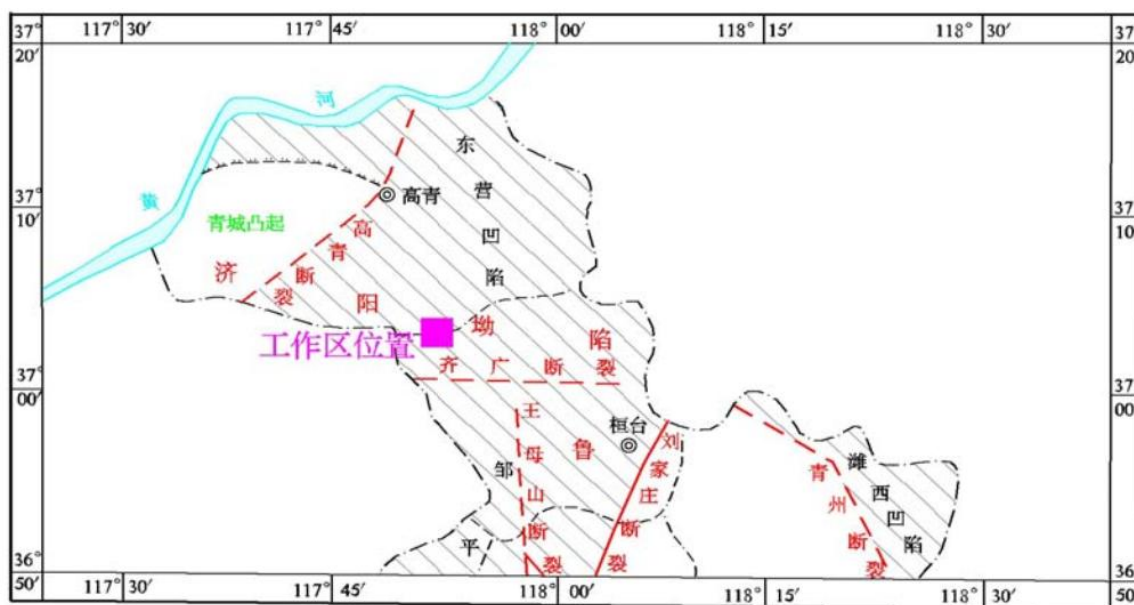 37° 117° 30′ 117° 45′ 118° 00′ 118° 15′ 118° 30′ 37
20′ 20
黄河
东营凹陷
高青
37° 10′
37 10
青城凸起
高青断裂
济阳坳陷
工作区位置
齐广断裂
37° 00′
37 00
王母山断裂
桓台
鲁
刘家庄断裂
邹平
青州断裂
潍西凹陷
36° 36
50′ 117° 30′ 117° 45′ 118° 00′ 118° 15′ 118° 30′ 50